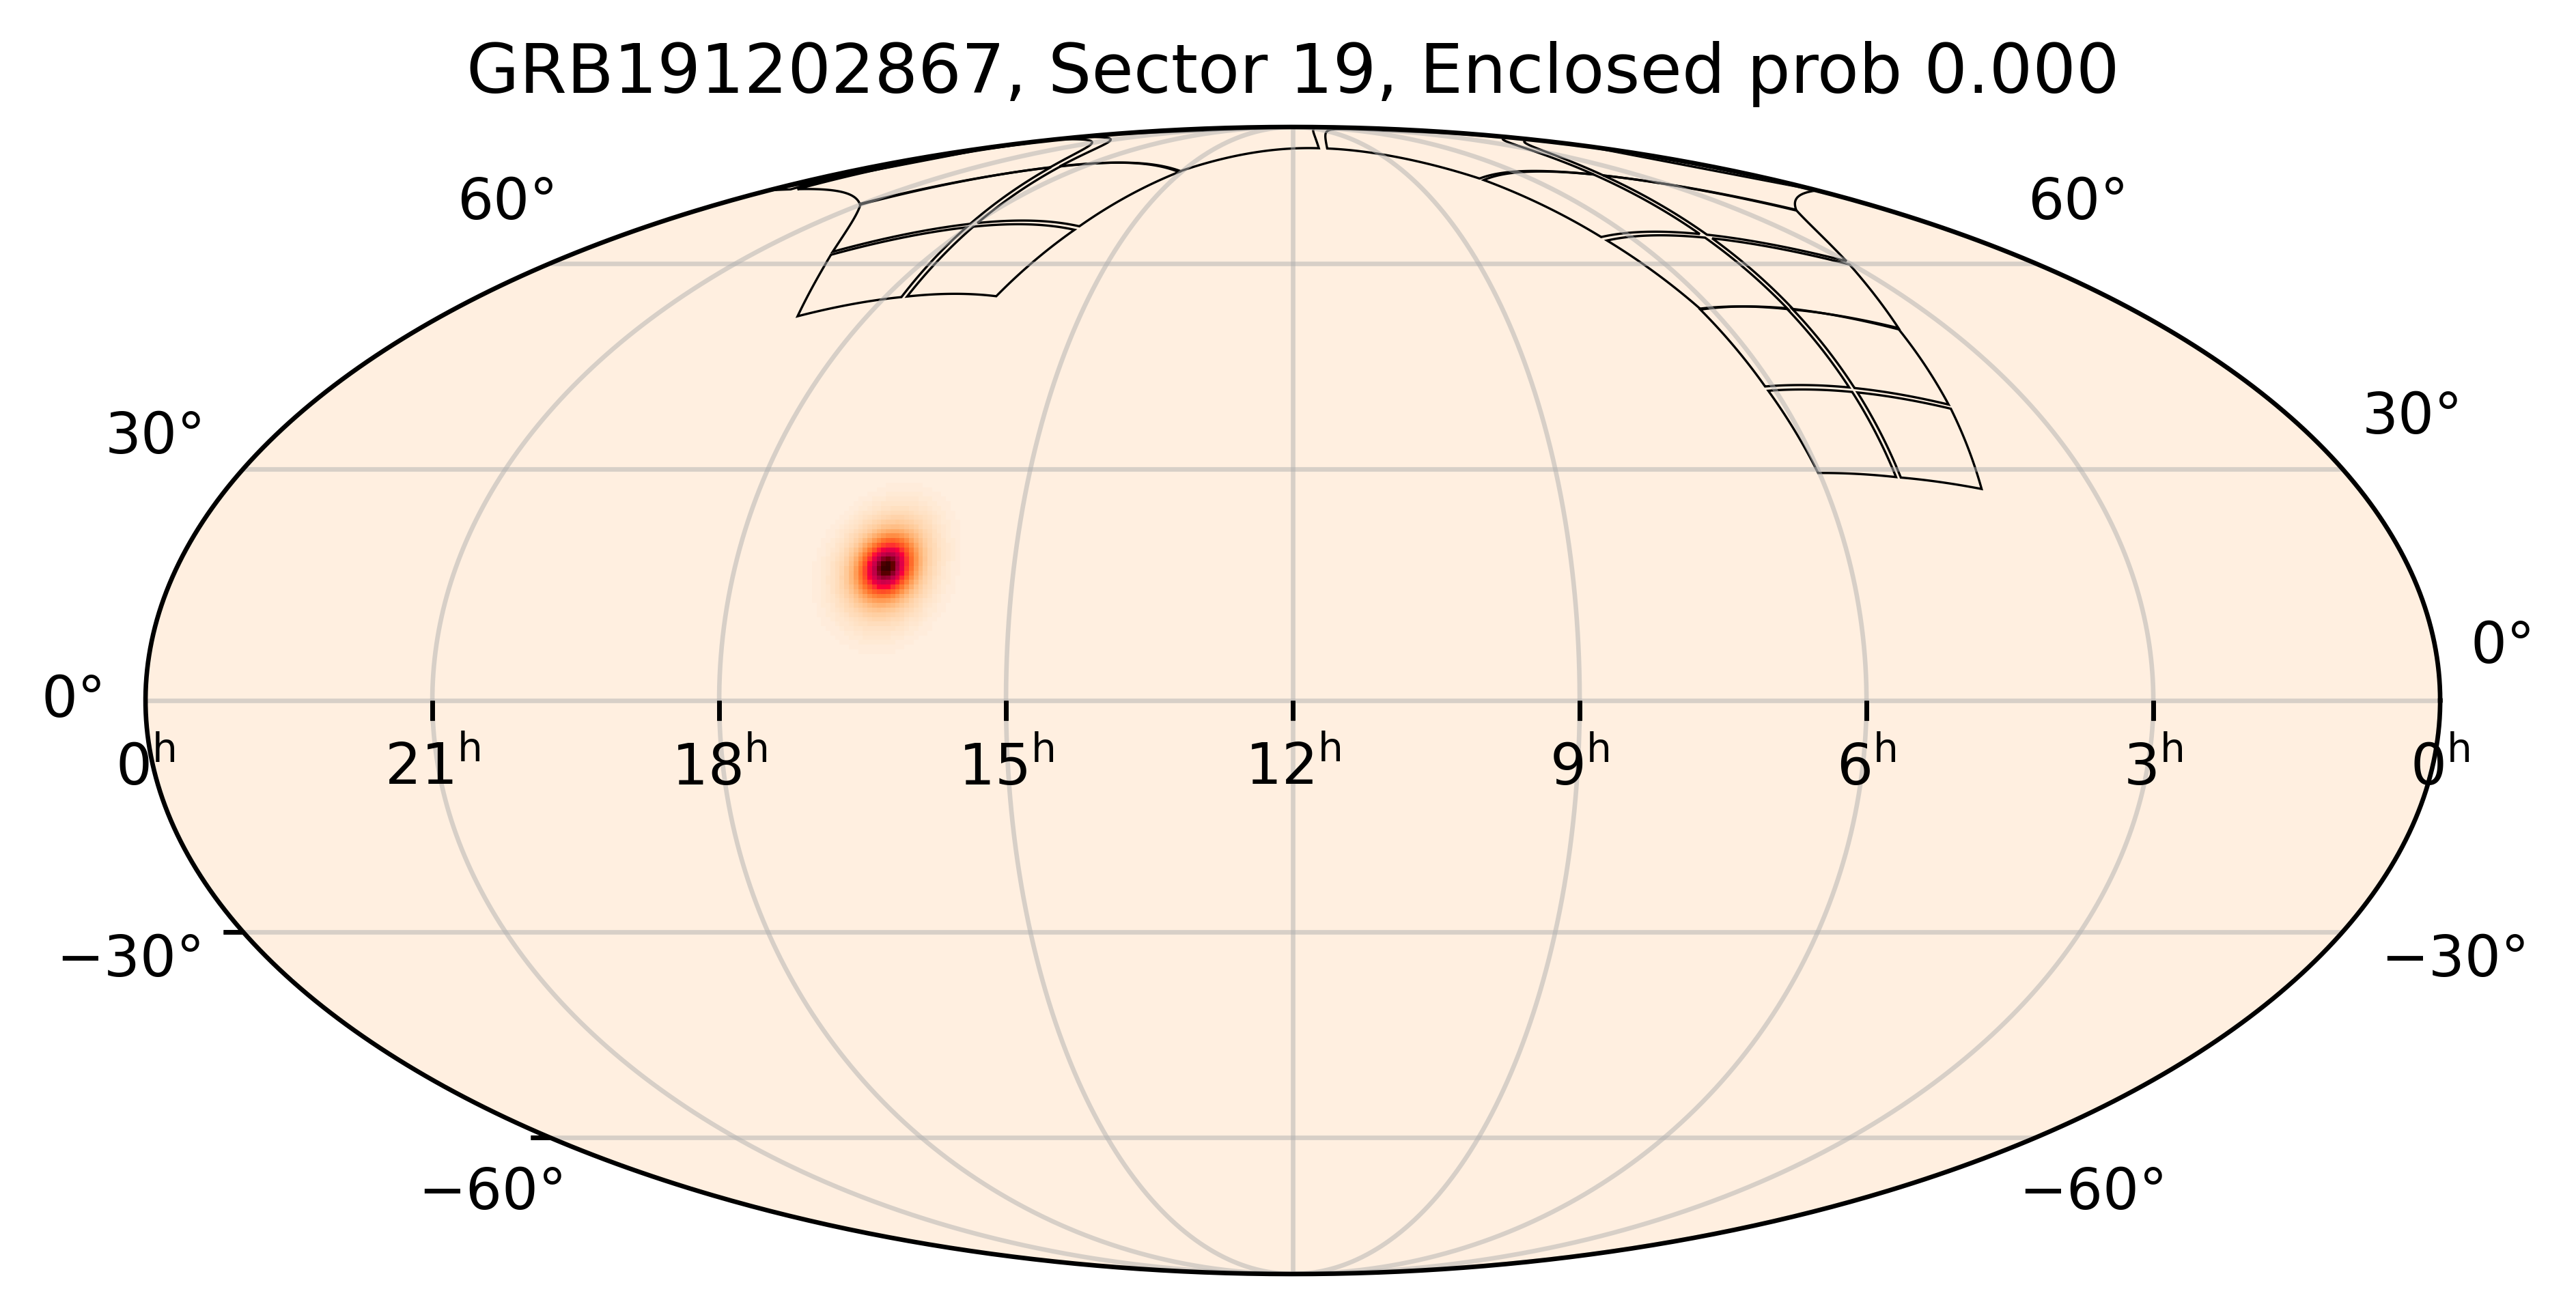 GRB191202867, Sector 19, Enclosed prob 0.000
60° 60°
30° 30°
0° 0°
0h 21h 18h 15h 12h 9h 6h 3h 0h
−30° −30°
−60° −60°